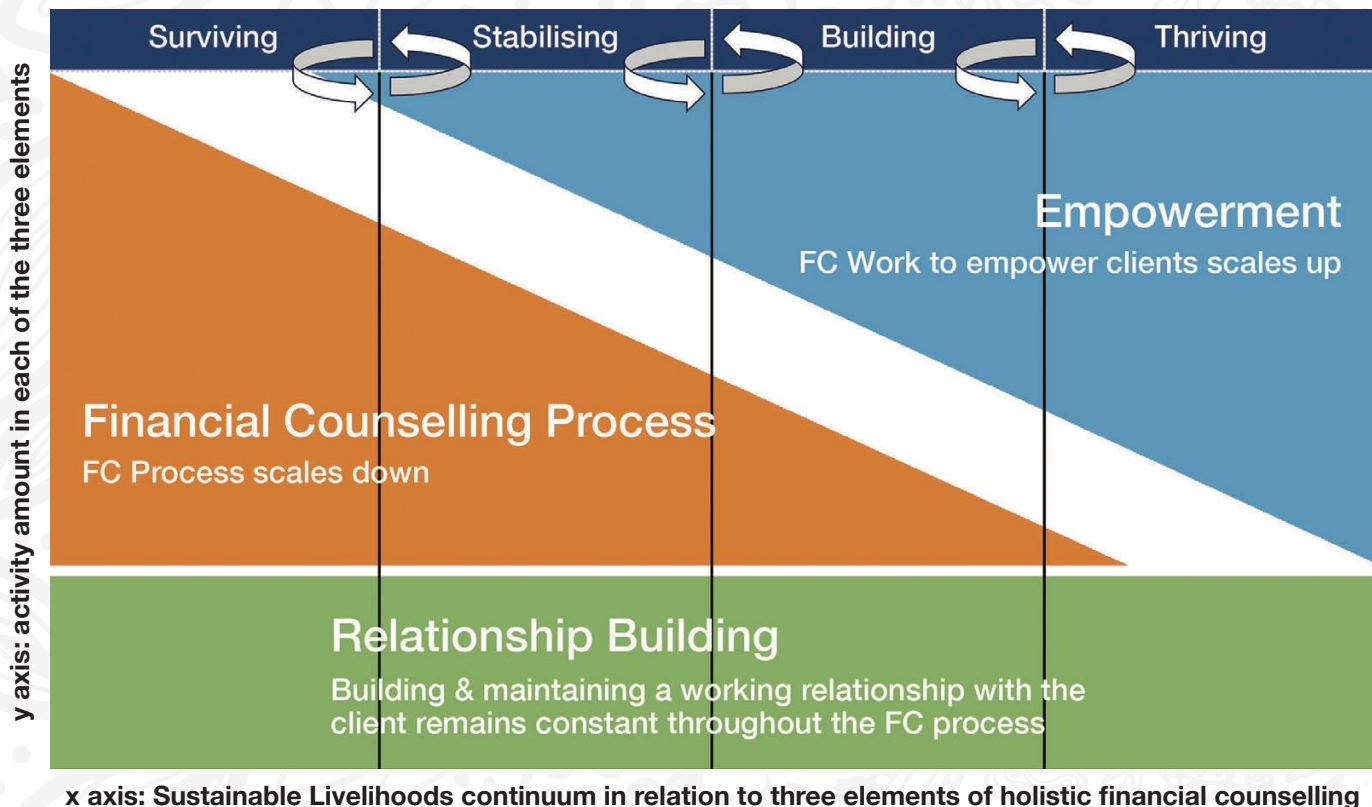 Surviving
Stabilising
Building
Thriving
y axis: activity amount in each of the three elements
Empowerment
FC Work to empower clients scales up
Financial Counselling Process
FC Process scales down
Relationship Building
Building & maintaining a working relationship with the
client remains constant throughout the FC process
x axis: Sustainable Livelihoods continuum in relation to three elements of holistic financial counselling